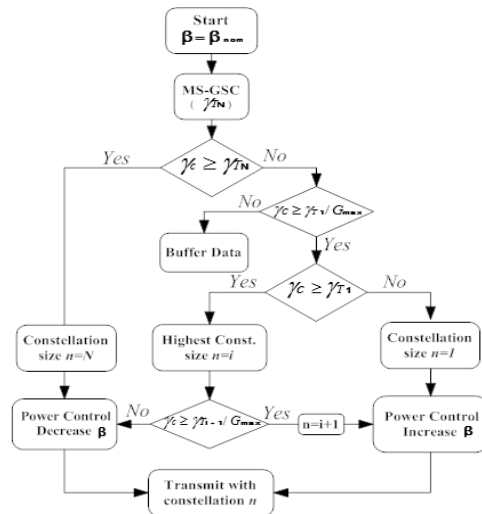 Start
β=β nom
MS-GSC
( γTN)
Yes
No
γc ≥ γTN
No
γc ≥ γT1/ Gmax
Buffer Data
Yes
Yes
γc ≥ γT1
No
Constellation
size n=N
Highest Const.
size n=i
Constellation
size n=1
Power Control
Decrease β
No
γc ≥ γTi+1/ Gmax
Yes
n=i+1
Power Control
Increase β
Transmit with
constellation n